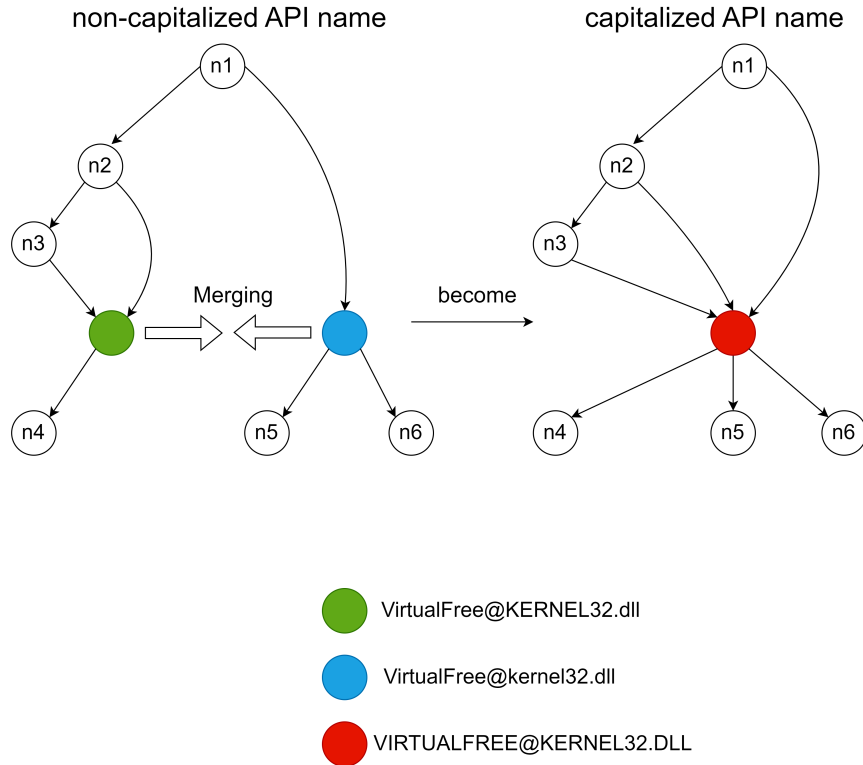 non-capitalized API name
capitalized API name
n1
n1
n2
n2
n3
n3
Merging
become
n4
n5
n6
n4
n5
n6
VirtualFree@KERNEL32.dll
VirtualFree@kernel32.dll
VIRTUALFREE@KERNEL32.DLL